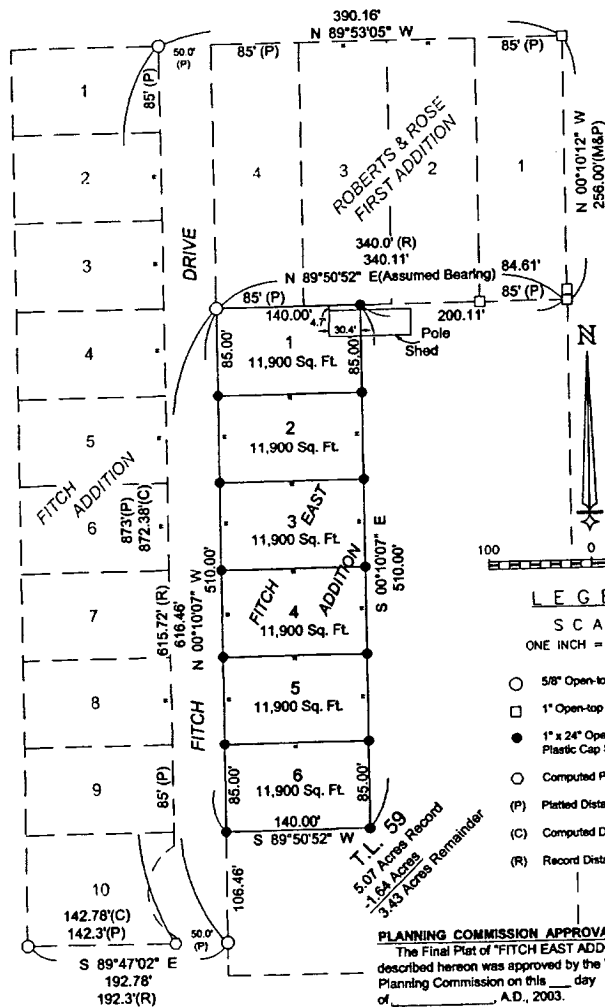 390.16'
N 89°53'05" W
50.0'
(P)
85' (P)
85' (P)
85' (P)
1
2
3
4
5
6
7
8
9
10
FITCH
ADDITION
873'(P)
872.38'(C)
85' (P)
142.78'(C)
142.3'(P)
S 89°47'02" E
192.78'
192.3'(R)
50.0'
(P)
DRIVE
FITCH
615.72' (R)
616.46'
N 00°10'07" W
510.00'
4
3
2
1
ROBERTS & ROSE
FIRST ADDITION
N 00°10'12" W
256.00'(M&P)
340.0' (R)
340.11'
84.61'
N 89°50'52" E(Assumed Bearing)
85' (P)
85' (P)
140.00'
200.11'
4.7'
30.4'
Pole
Shed
85.00'
85.00'
1
11,900 Sq. Ft.
2
11,900 Sq. Ft.
3
11,900 Sq. Ft.
4
11,900 Sq. Ft.
5
11,900 Sq. Ft.
6
11,900 Sq. Ft.
FITCH EAST
ADDITION
S 00°10'07" E
510.00'
85.00'
85.00'
140.00'
S 89°50'52" W
106.46'
T.L. 59
5.07 Acres Record
-1.64 Acres
3.43 Acres Remainder
N
100
0
LEGE
SCA
ONE INCH =
5/8" Open-to
1" Open-top
1" x 24" Ope
Plastic Cap S
Computed P
(P) Platted Dista
(C) Computed D
(R) Record Dista
PLANNING COMMISSION APPROVA
The Final Plat of "FITCH EAST ADD
described hereon was approved by the
Planning Commission on this ___ day
of __________, A.D., 2003.